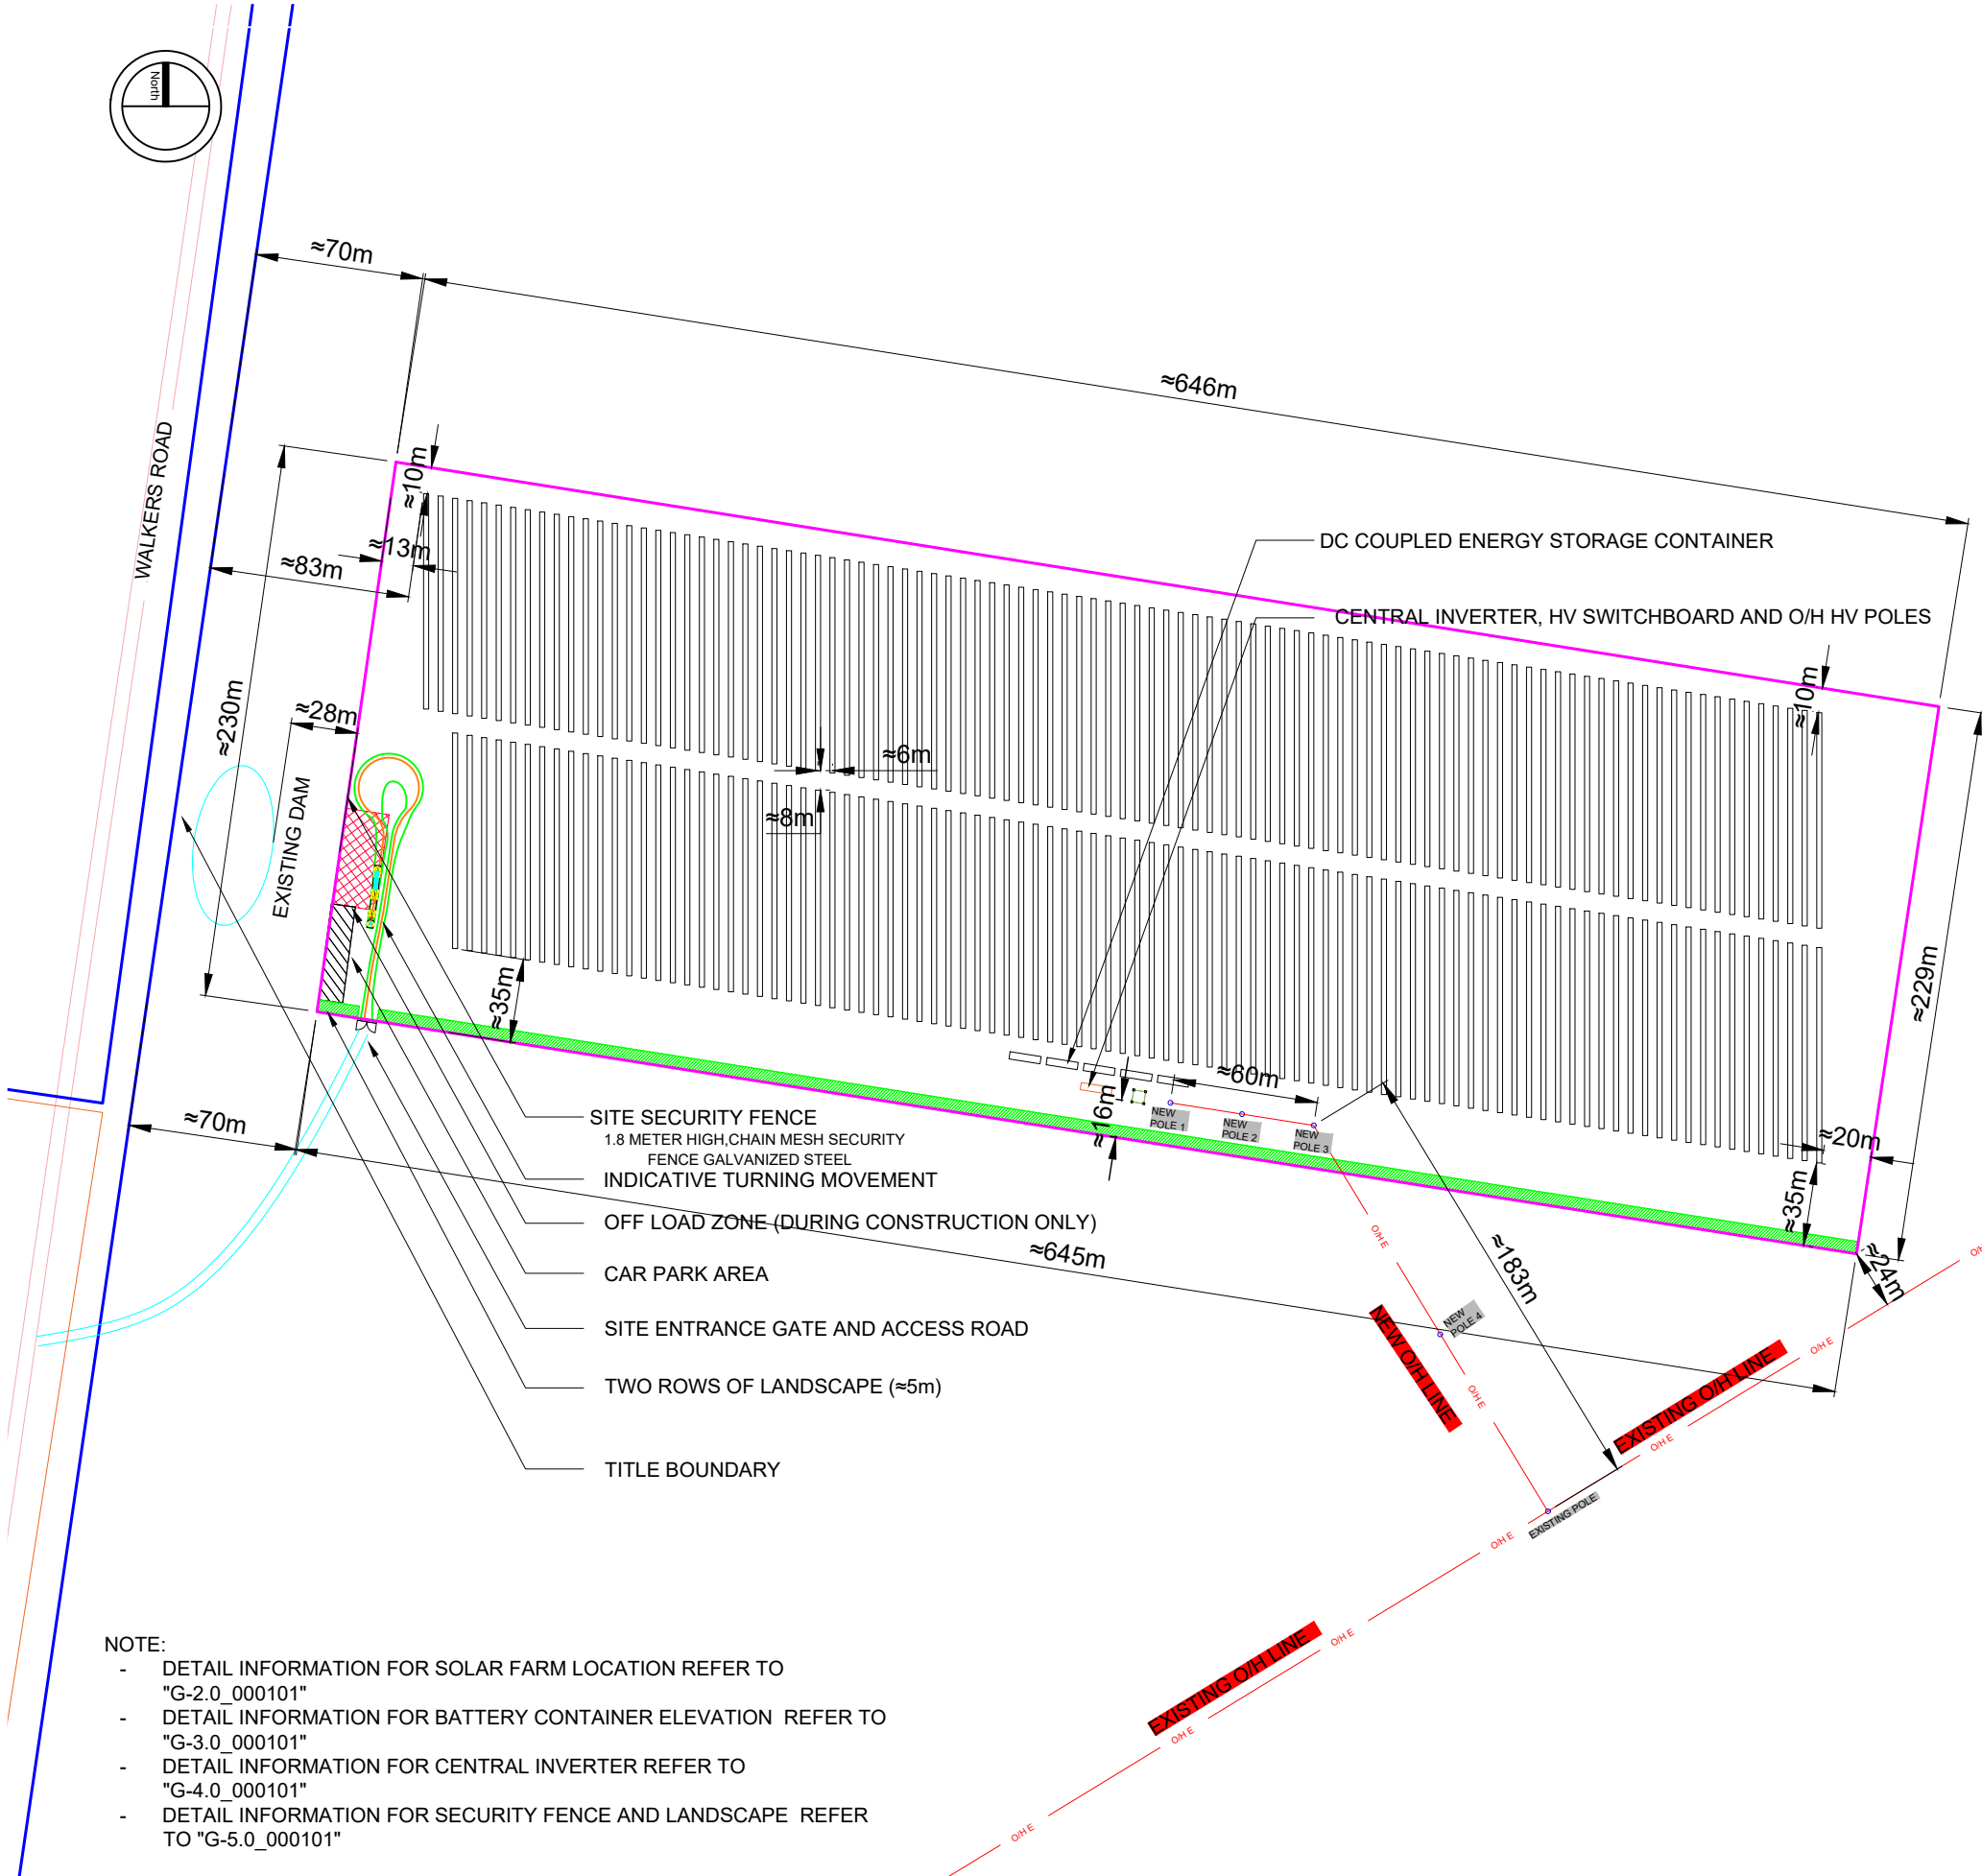 North
≈70m
≈646m
WALKERS ROAD
≈10m
≈13m
≈83m
DC COUPLED ENERGY STORAGE CONTAINER
CENTRAL INVERTER, HV SWITCHBOARD AND O/H HV POLES
≈10m
≈230m
≈28m
≈6m
≈8m
EXISTING DAM
≈35m
≈229m
≈60m
≈16m
NEW
POLE 1
NEW
POLE 2
NEW
POLE 3
≈20m
≈35m
≈70m
SITE SECURITY FENCE
1.8 METER HIGH,CHAIN MESH SECURITY
FENCE GALVANIZED STEEL
INDICATIVE TURNING MOVEMENT
OFF LOAD ZONE (DURING CONSTRUCTION ONLY)
≈645m
CAR PARK AREA
SITE ENTRANCE GATE AND ACCESS ROAD
TWO ROWS OF LANDSCAPE (≈5m)
TITLE BOUNDARY
O/H E
≈183m
≈24m
O/H
NEW
POLE 4
NEW O/H LINE
O/H E
O/H E
EXISTING O/H LINE
O/H E
EXISTING POLE
O/H E
EXISTING O/H LINE
O/H E
O/H E
O/H E
NOTE:
- DETAIL INFORMATION FOR SOLAR FARM LOCATION REFER TO
"G-2.0_000101"
- DETAIL INFORMATION FOR BATTERY CONTAINER ELEVATION REFER TO
"G-3.0_000101"
- DETAIL INFORMATION FOR CENTRAL INVERTER REFER TO
"G-4.0_000101"
- DETAIL INFORMATION FOR SECURITY FENCE AND LANDSCAPE REFER
TO "G-5.0_000101"